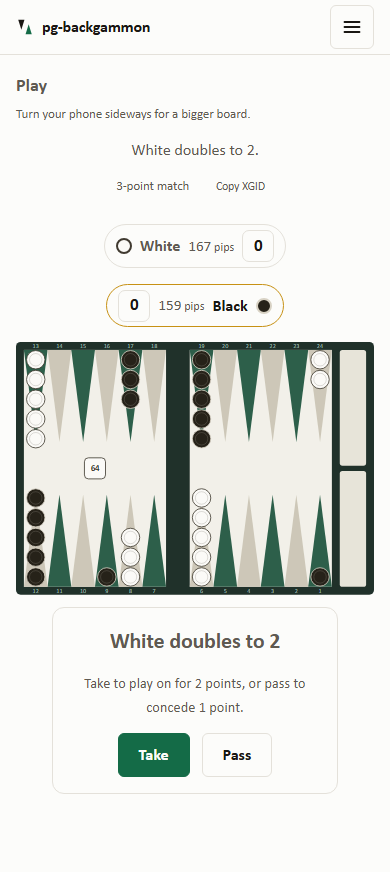 pg-backgammon
Play
Turn your phone sideways for a bigger board.
White doubles to 2.
3-point match Copy XGID
White 167 pips 0
0 159 pips Black
13 14 15 16 17 18 19 20 21 22 23 24
64
12 11 10 9 8 7 6 5 4 3 2 1
White doubles to 2
Take to play on for 2 points, or pass to
concede 1 point.
Take Pass